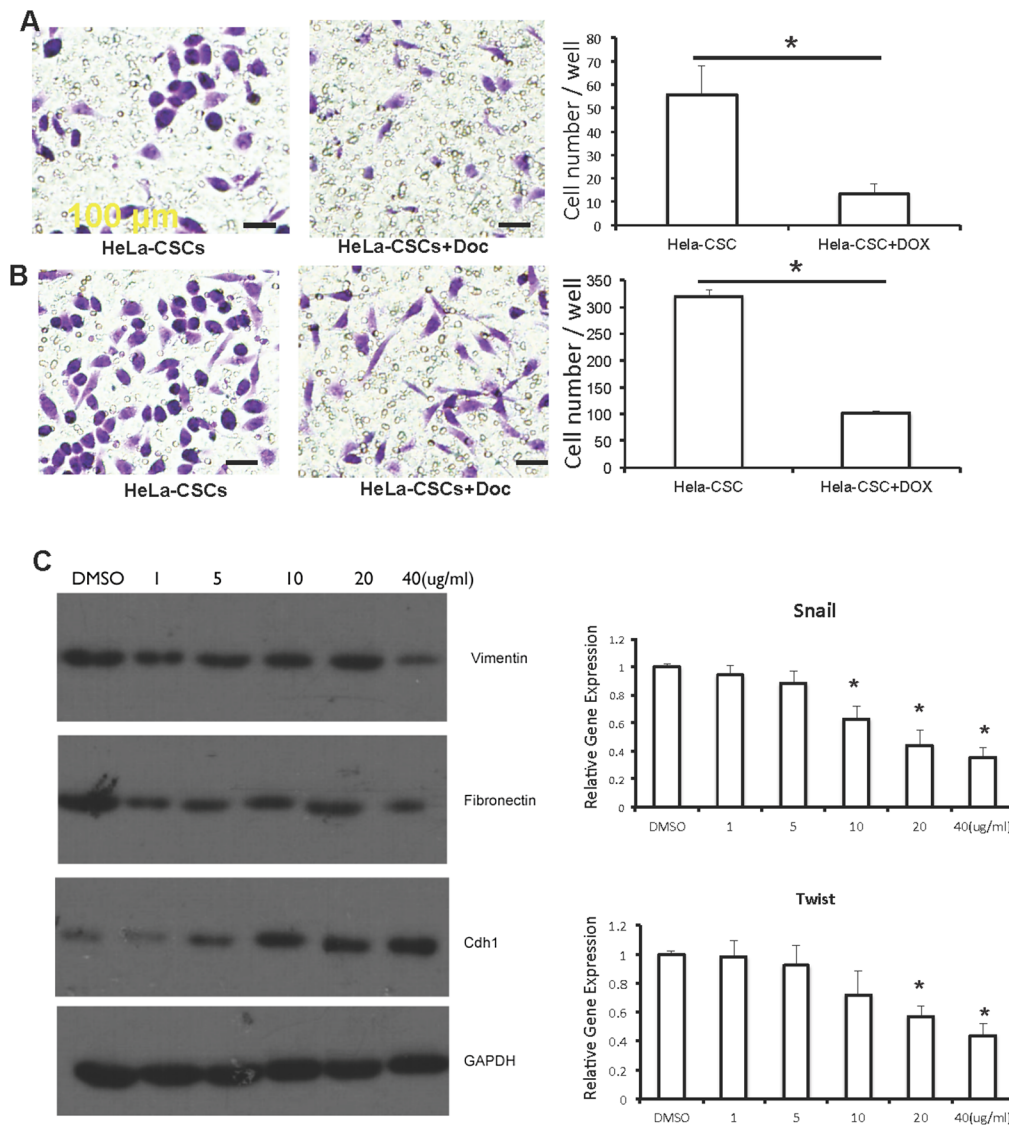 A
100 µm
HeLa-CSCs
HeLa-CSCs+Doc
Cell number / well
80
70
60
50
40
30
20
10
0
*
Hela-CSC
Hela-CSC+DOX
B
HeLa-CSCs
HeLa-CSCs+Doc
Cell number / well
350
300
250
200
150
100
50
0
*
Hela-CSC
Hela-CSC+DOX
C
DMSO 1 5 10 20 40(ug/ml)
Vimentin
Fibronectin
Cdh1
GAPDH
Snail
Relative Gene Expression
1.2
1
0.8
0.6
0.4
0.2
0
* * *
DMSO 1 5 10 20 40(ug/ml)
Twist
Relative Gene Expression
1.2
1
0.8
0.6
0.4
0.2
0
* *
DMSO 1 5 10 20 40(ug/ml)